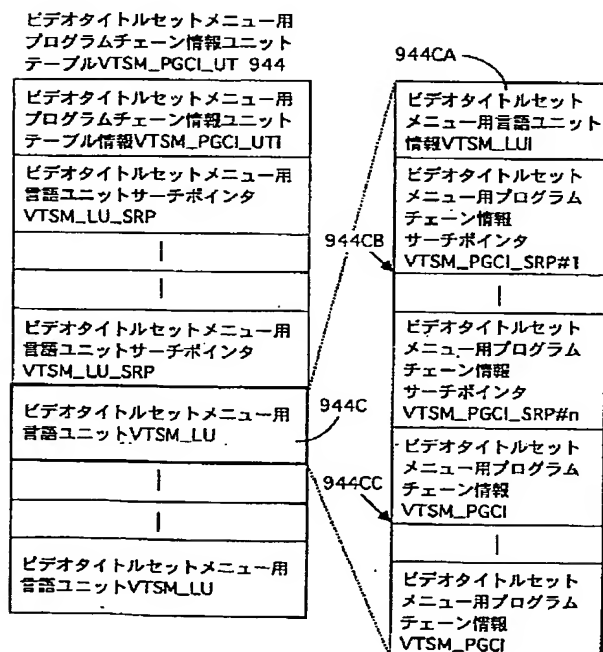 ビデオタイトルセットメニュー用
プログラムチェーン情報ユニット
テーブルVTSM_PGCI_UT 944
ビデオタイトルセットメニュー用
プログラムチェーン情報ユニット
テーブル情報VTSM_PGCI_UTI
ビデオタイトルセットメニュー用
言語ユニットサーチポインタ
VTSM_LU_SRP
ビデオタイトルセットメニュー用
言語ユニットサーチポインタ
VTSM_LU_SRP
ビデオタイトルセットメニュー用
言語ユニットVTSM_LU
ビデオタイトルセットメニュー用
言語ユニットVTSM_LU
944C
944CA
ビデオタイトルセット
メニュー用言語ユニット
情報VTSM_LUI
ビデオタイトルセット
メニュー用プログラム
チェーン情報
サーチポインタ
VTSM_PGCI_SRP#1
944CB
ビデオタイトルセット
メニュー用プログラム
チェーン情報
サーチポインタ
VTSM_PGCI_SRP#n
ビデオタイトルセット
メニュー用プログラム
チェーン情報
VTSM_PGCI
944CC
ビデオタイトルセット
メニュー用プログラム
チェーン情報
VTSM_PGCI